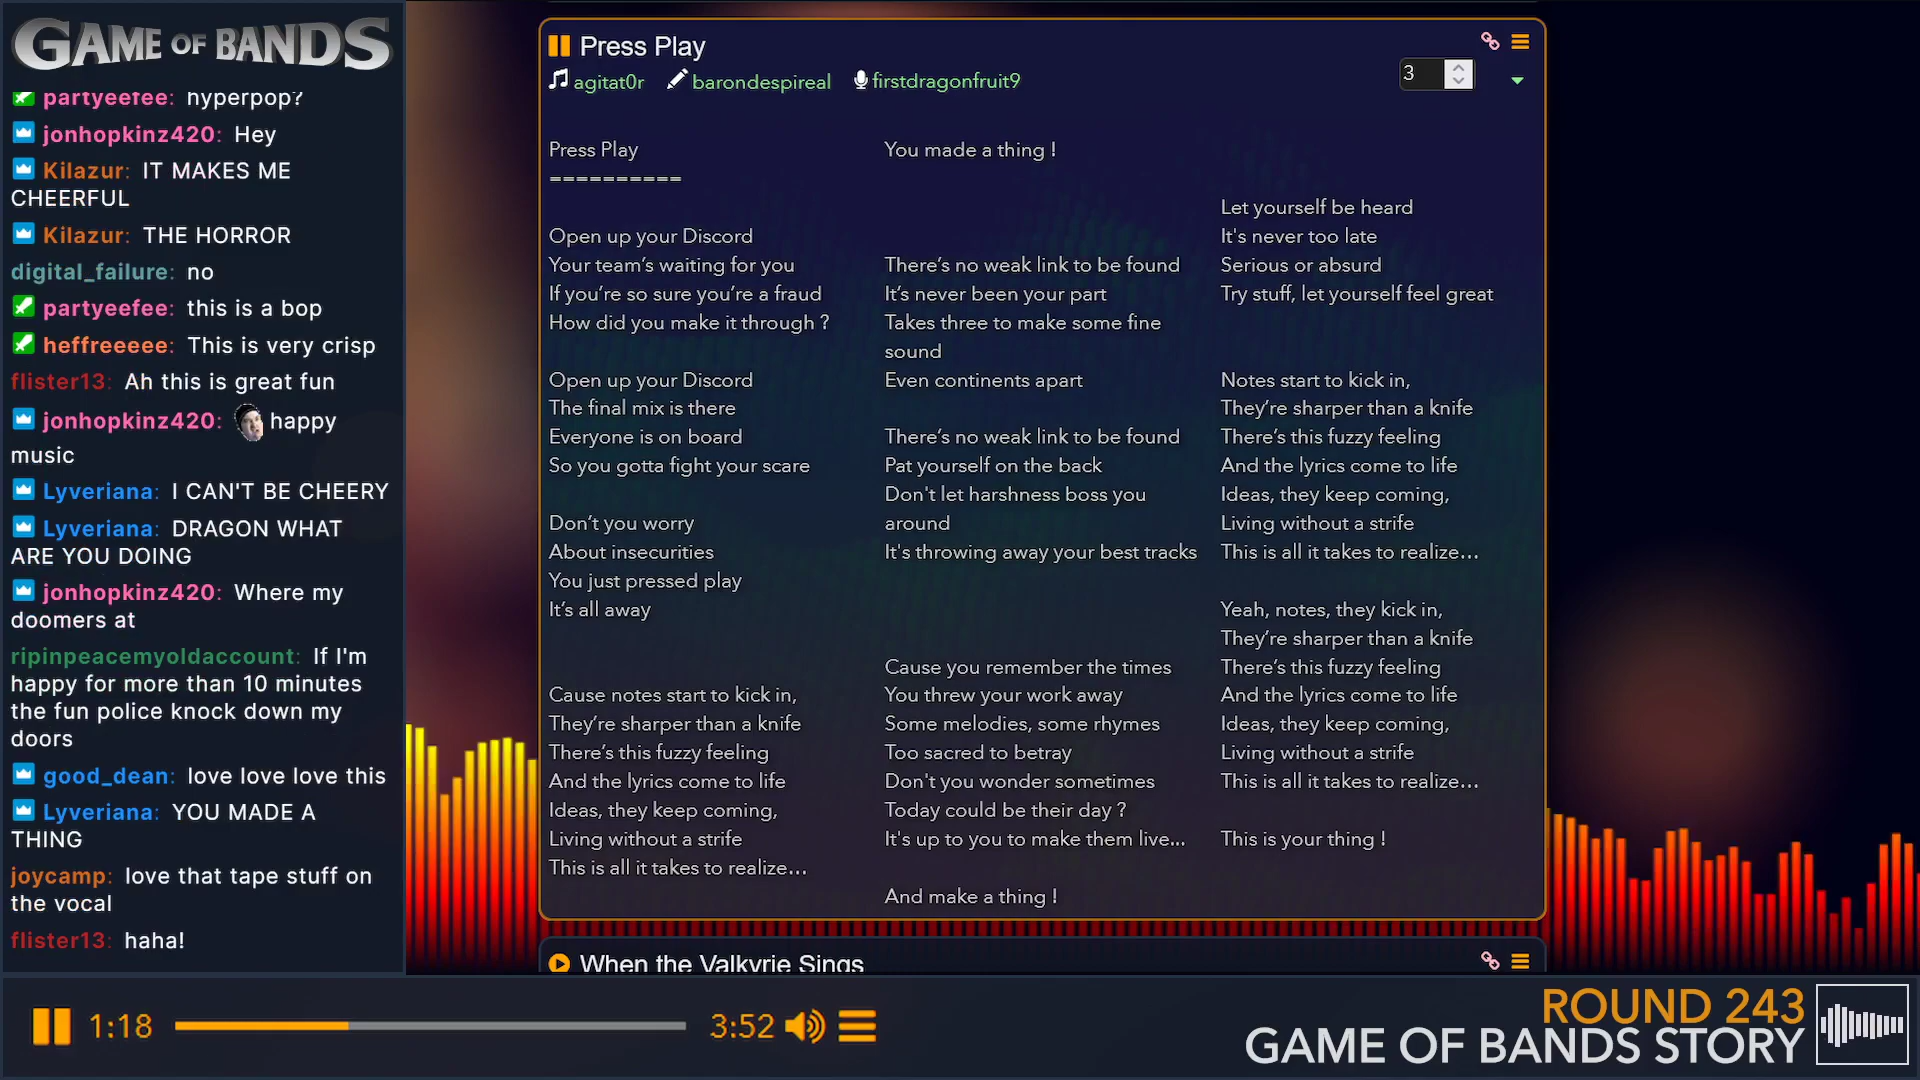 GAME OF BANDS
partyeefee: hyperpop?
jonhopkinz420: Hey
Kilazur: IT MAKES ME
CHEERFUL
Kilazur: THE HORROR
digital_failure: no
partyeefee: this is a bop
heffreeeee: This is very crisp
flister13: Ah this is great fun
jonhopkinz420: happy
music
Lyveriana: I CAN'T BE CHEERY
Lyveriana: DRAGON WHAT
ARE YOU DOING
jonhopkinz420: Where my
doomers at
ripinpeacemyoldaccount: If I'm
happy for more than 10 minutes
the fun police knock down my
doors
good_dean: love love love this
Lyveriana: YOU MADE A
THING
joycamp: love that tape stuff on
the vocal
flister13: haha!
Press Play
agitat0r barondespireal firstdragonfruit9
3
Press Play
==========
Open up your Discord
Your team’s waiting for you
If you’re so sure you’re a fraud
How did you make it through ?
Open up your Discord
The final mix is there
Everyone is on board
So you gotta fight your scare
Don’t you worry
About insecurities
You just pressed play
It’s all away
Cause notes start to kick in,
They’re sharper than a knife
There’s this fuzzy feeling
And the lyrics come to life
Ideas, they keep coming,
Living without a strife
This is all it takes to realize…
You made a thing !
There’s no weak link to be found
It’s never been your part
Takes three to make some fine
sound
Even continents apart
There’s no weak link to be found
Pat yourself on the back
Don't let harshness boss you
around
It's throwing away your best tracks
Cause you remember the times
You threw your work away
Some melodies, some rhymes
Too sacred to betray
Don't you wonder sometimes
Today could be their day ?
It's up to you to make them live...
And make a thing !
Let yourself be heard
It's never too late
Serious or absurd
Try stuff, let yourself feel great
Notes start to kick in,
They’re sharper than a knife
There’s this fuzzy feeling
And the lyrics come to life
Ideas, they keep coming,
Living without a strife
This is all it takes to realize…
Yeah, notes, they kick in,
They’re sharper than a knife
There’s this fuzzy feeling
And the lyrics come to life
Ideas, they keep coming,
Living without a strife
This is all it takes to realize…
This is your thing !
When the Valkyrie Sings
1:18
3:52
ROUND 243
GAME OF BANDS STORY